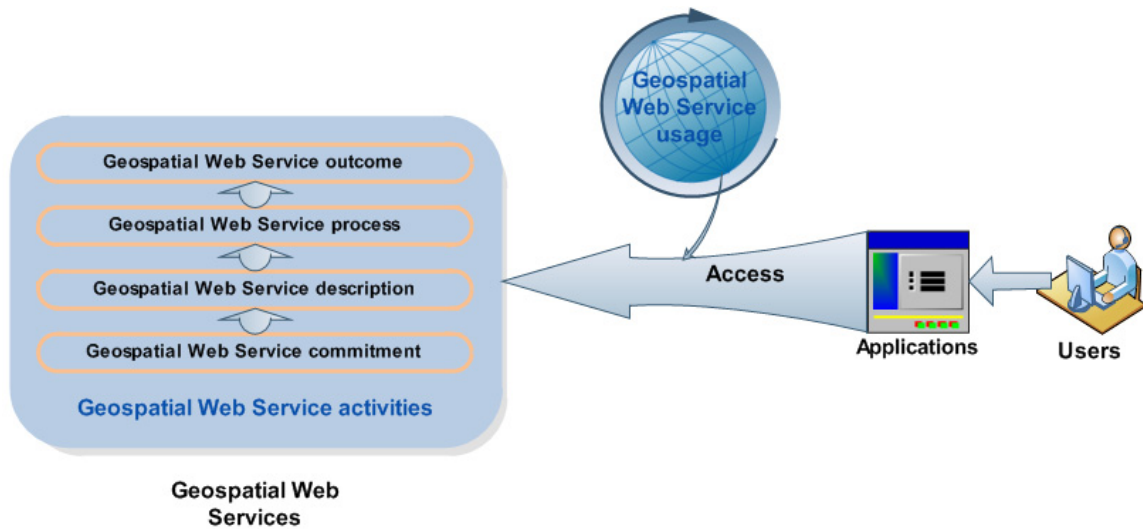 Geospatial
Web Service
usage
Geospatial Web Service outcome
Geospatial Web Service process
Geospatial Web Service description
Geospatial Web Service commitment
Geospatial Web Service activities
Access
Applications
Users
Geospatial Web
Services